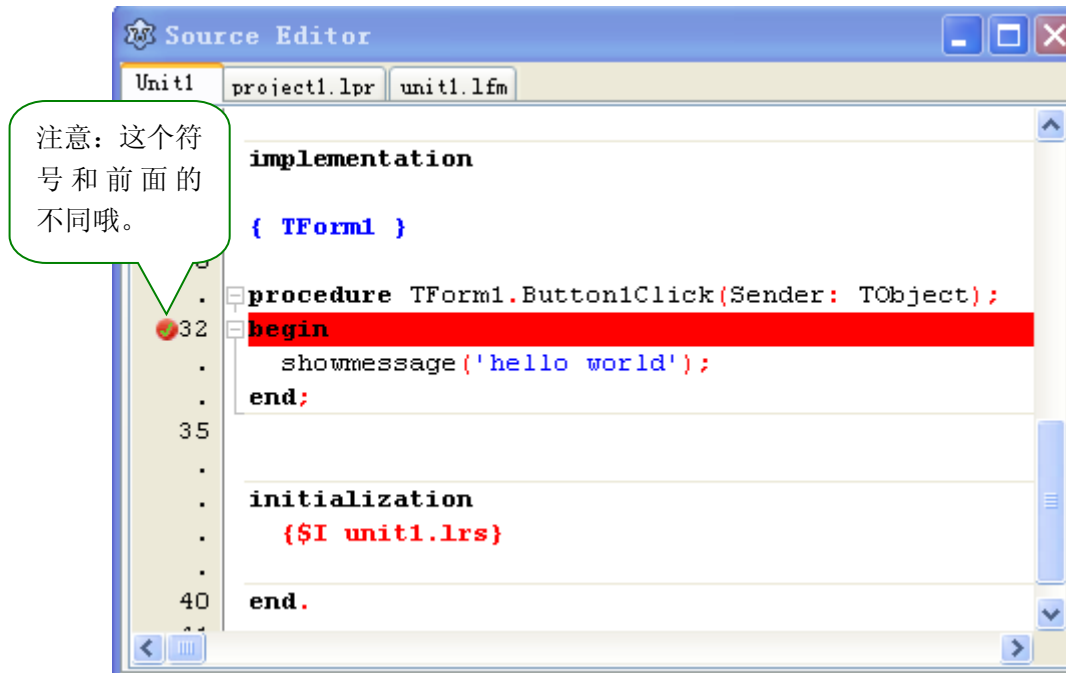 Source Editor
Unit1 project1.lpr unit1.lfm
注意：这个符
号和前面的
不同哦。
implementation
{ TForm1 }
. procedure TForm1.Button1Click(Sender: TObject);
32 begin
. showmessage('hello world');
. end;
35
.
. initialization
. {$I unit1.lrs}
.
40 end.